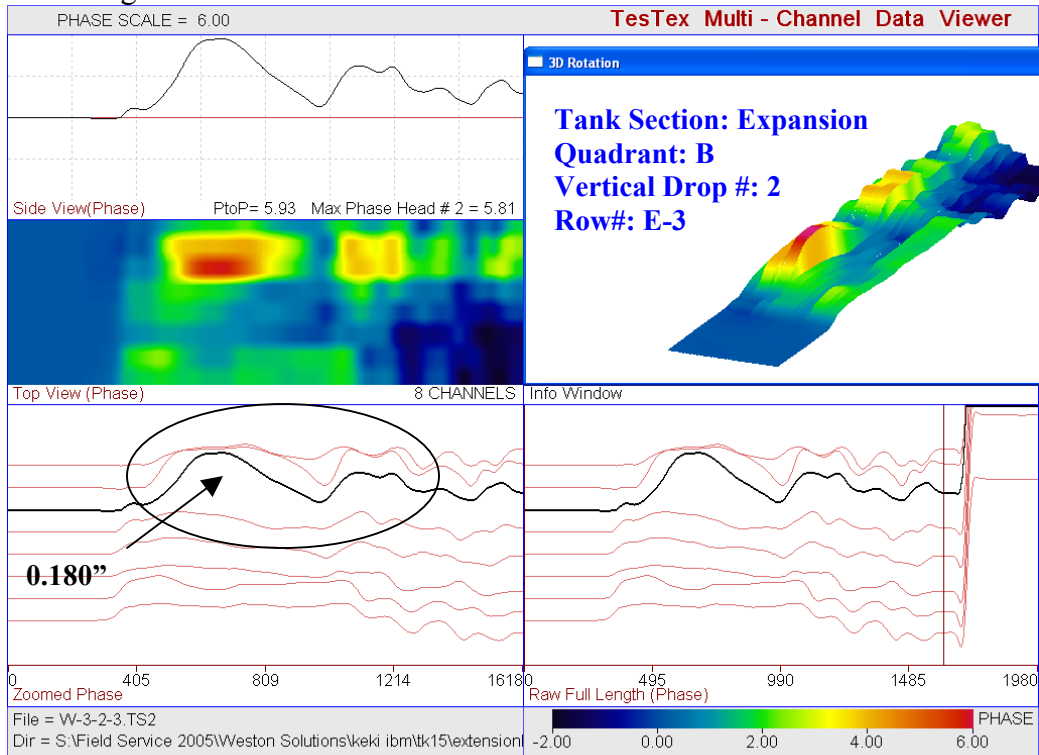 PHASE SCALE = 6.00
TesTex Multi - Channel Data Viewer
3D Rotation
Tank Section: Expansion
Quadrant: B
Vertical Drop #: 2
Row#: E-3
Side View(Phase) PtoP= 5.93 Max Phase Head # 2 = 5.81
Top View (Phase) 8 CHANNELS
Info Window
0.180”
0 405 809 1214 1618
Zoomed Phase
0 495 990 1485 1980
Raw Full Length (Phase)
File = W-3-2-3.TS2
Dir = S:\Field Service 2005\Weston Solutions\keki ibm\tk15\extension
PHASE
-2.00 0.00 2.00 4.00 6.00